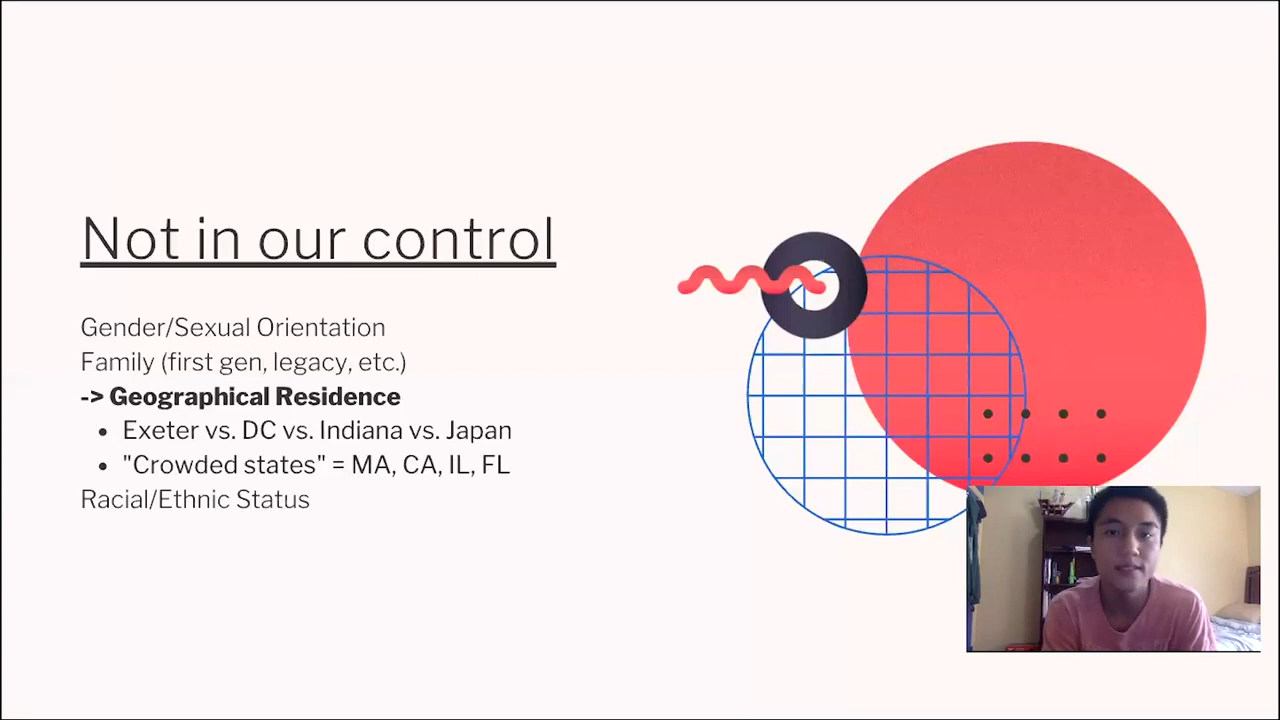 Not in our control
Gender/Sexual Orientation
Family (first gen, legacy, etc.)
-> Geographical Residence
• Exeter vs. DC vs. Indiana vs. Japan
• "Crowded states" = MA, CA, IL, FL
Racial/Ethnic Status